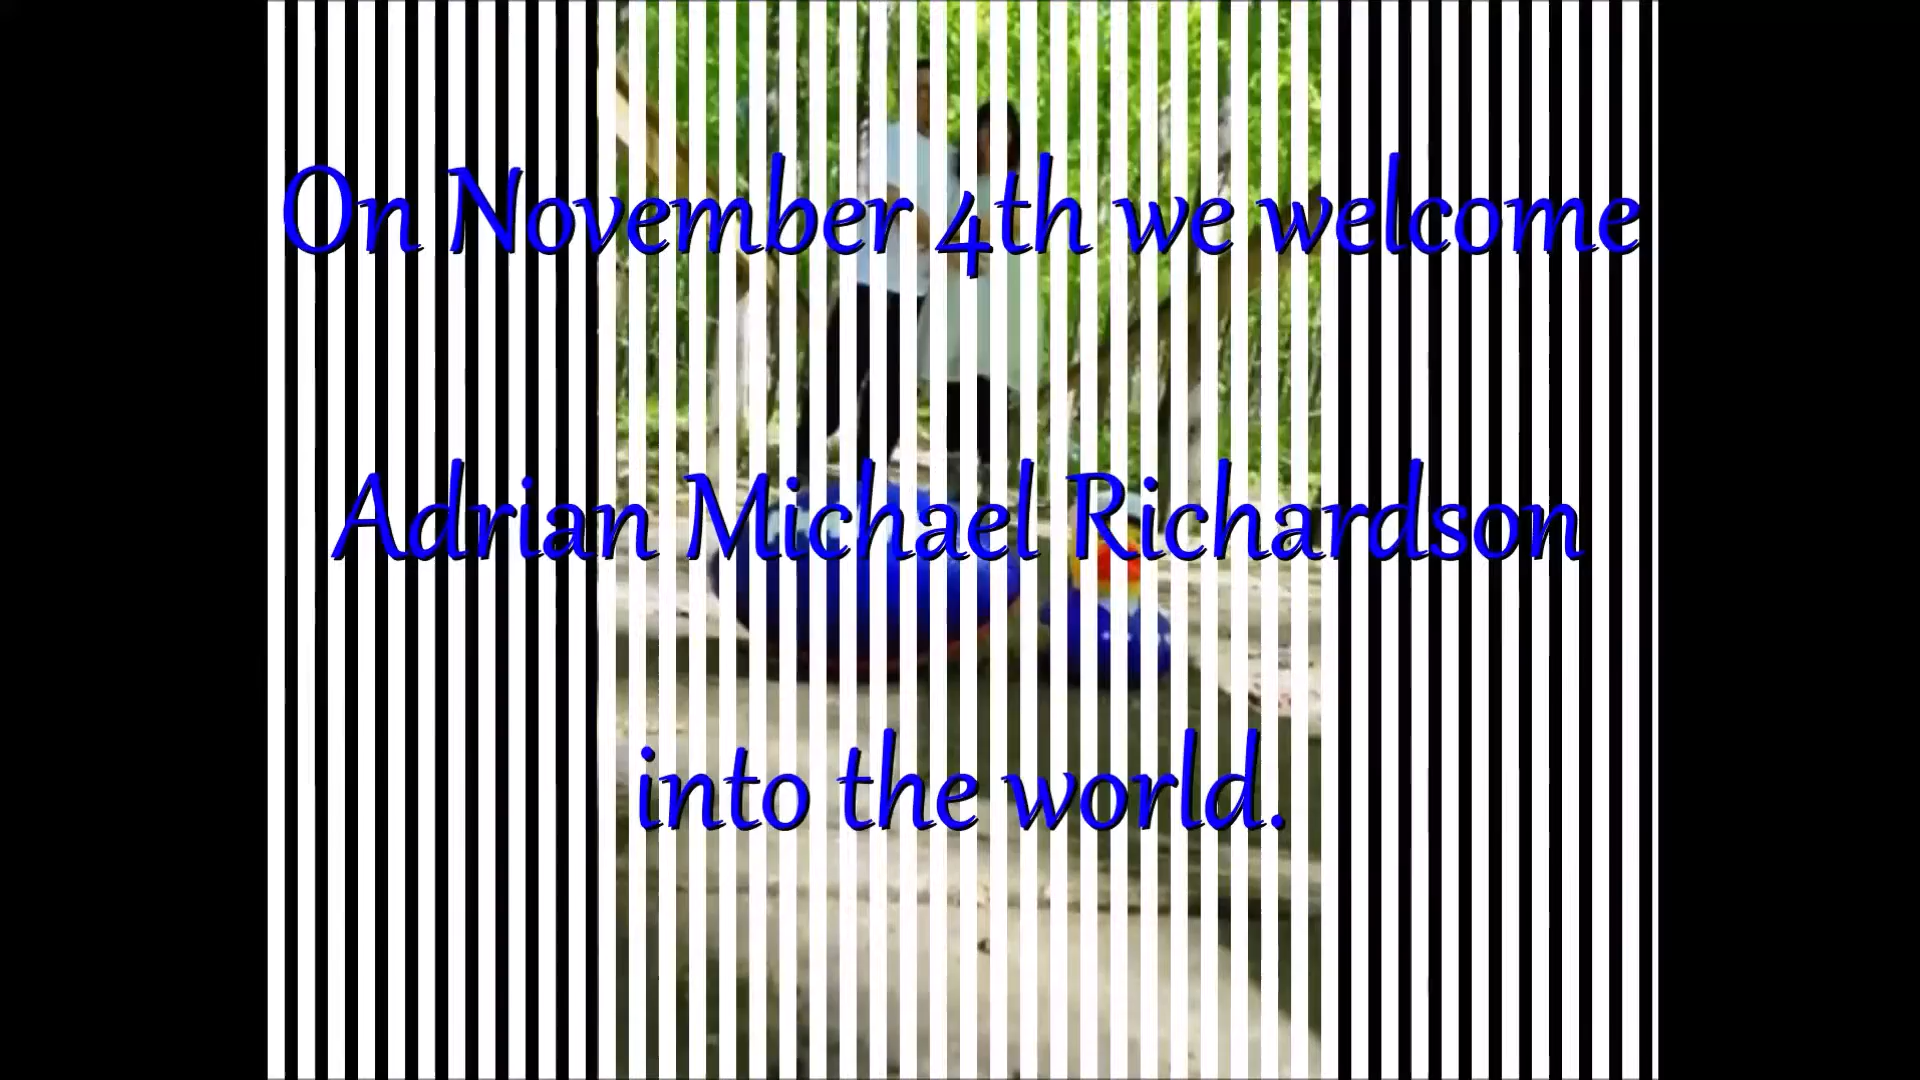 On November 4th we welcome
Adrian Michael Richardson
into the world.